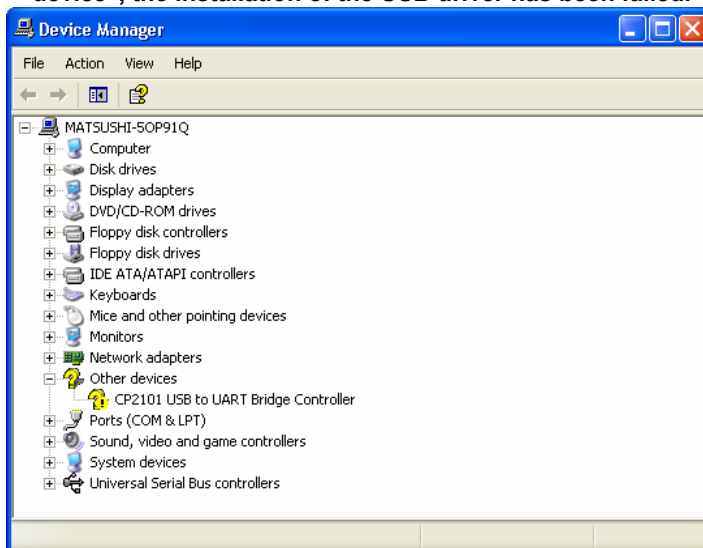 device", the installation of the USB driver has been failed.
Device Manager
File Action View Help
MATSUSHI-5OP91Q
Computer
Disk drives
Display adapters
DVD/CD-ROM drives
Floppy disk controllers
Floppy disk drives
IDE ATA/ATAPI controllers
Keyboards
Mice and other pointing devices
Monitors
Network adapters
Other devices
CP2101 USB to UART Bridge Controller
Ports (COM & LPT)
Sound, video and game controllers
System devices
Universal Serial Bus controllers